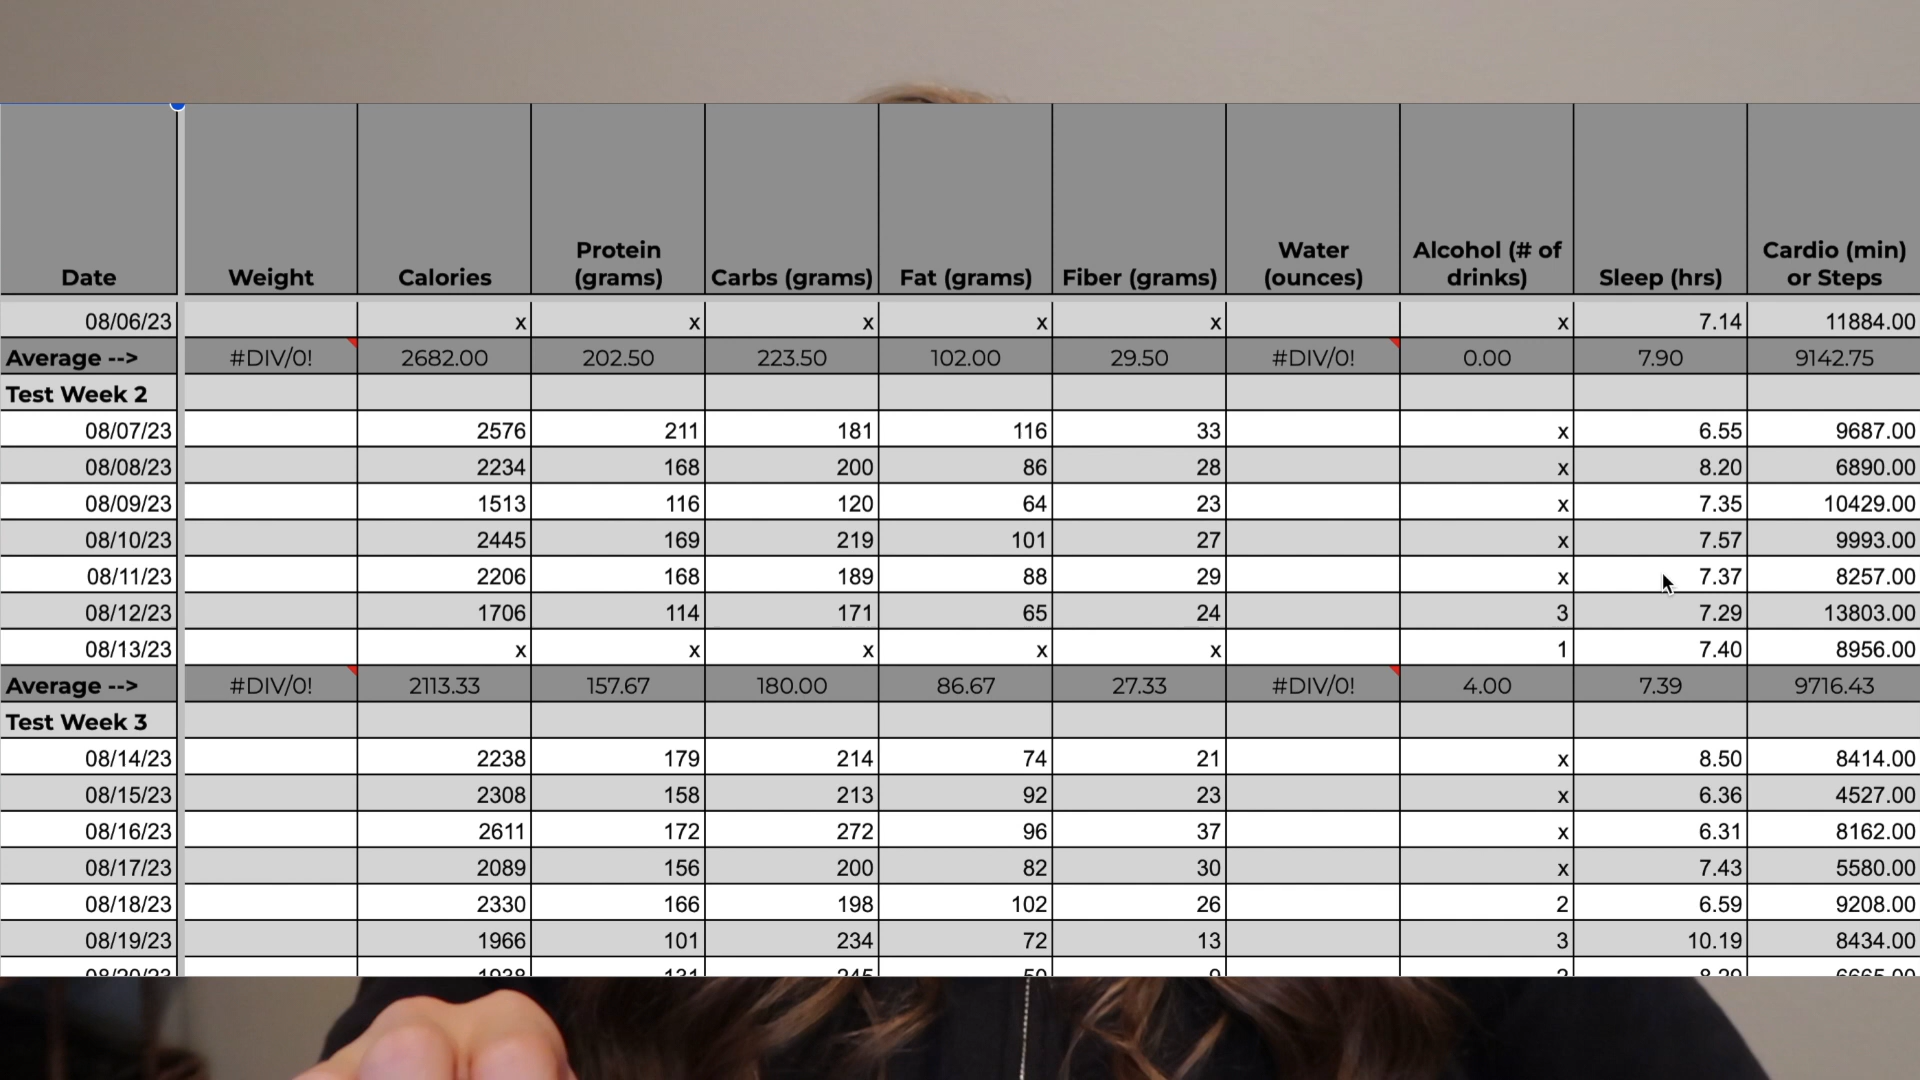 Date Weight Calories Protein (grams) Carbs (grams) Fat (grams) Fiber (grams) Water (ounces) Alcohol (# of drinks) Sleep (hrs) Cardio (min) or Steps
08/06/23 x x x x x x 7.14 11884.00
Average --> #DIV/0! 2682.00 202.50 223.50 102.00 29.50 #DIV/0! 0.00 7.90 9142.75
Test Week 2
08/07/23 2576 211 181 116 33 x 6.55 9687.00
08/08/23 2234 168 200 86 28 x 8.20 6890.00
08/09/23 1513 116 120 64 23 x 7.35 10429.00
08/10/23 2445 169 219 101 27 x 7.57 9993.00
08/11/23 2206 168 189 88 29 x 7.37 8257.00
08/12/23 1706 114 171 65 24 3 7.29 13803.00
08/13/23 x x x x x 1 7.40 8956.00
Average --> #DIV/0! 2113.33 157.67 180.00 86.67 27.33 #DIV/0! 4.00 7.39 9716.43
Test Week 3
08/14/23 2238 179 214 74 21 x 8.50 8414.00
08/15/23 2308 158 213 92 23 x 6.36 4527.00
08/16/23 2611 172 272 96 37 x 6.31 8162.00
08/17/23 2089 156 200 82 30 x 7.43 5580.00
08/18/23 2330 166 198 102 26 2 6.59 9208.00
08/19/23 1966 101 234 72 13 3 10.19 8434.00